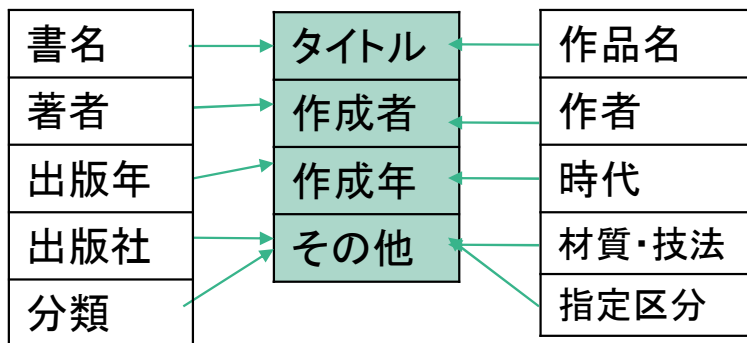 書名
著者
出版年
出版社
分類
タイトル
作成者
作成年
その他
作品名
作者
時代
材質・技法
指定区分